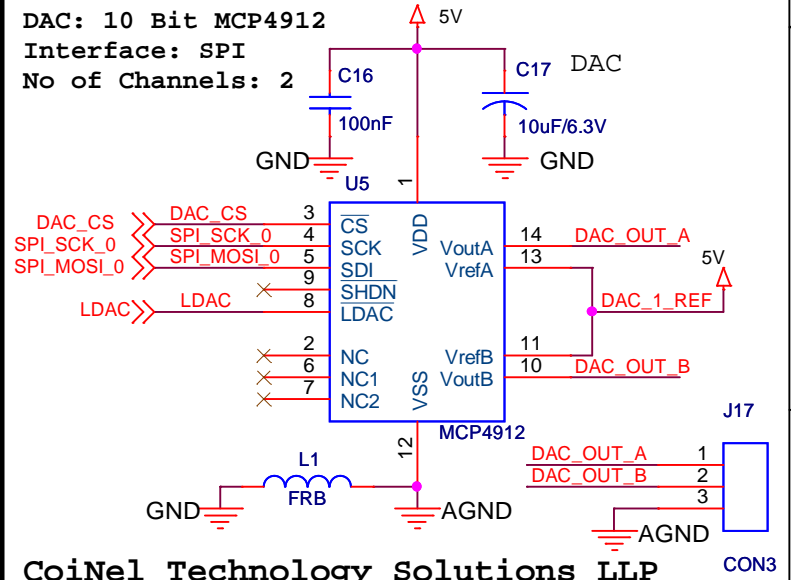 DAC: 10 Bit MCP4912
Interface: SPI
No of Channels: 2
5V
C16
100nF
GND
C17
DAC
10uF/6.3V
GND
U5
1
VDD
DAC_CS
DAC_CS
3
CS
SPI_SCK_0
SPI_SCK_0
4
SCK
SPI_MOSI_0
SPI_MOSI_0
5
SDI
9
SHDN
LDAC
LDAC
8
LDAC
2
NC
6
NC1
7
NC2
VoutA
14
DAC_OUT_A
VrefA
13
5V
DAC_1_REF
VrefB
11
VoutB
10
DAC_OUT_B
VSS
12
MCP4912
L1
FRB
GND
AGND
J17
DAC_OUT_A
1
DAC_OUT_B
2
3
AGND
CON3
CoiNel Technology Solutions LLP